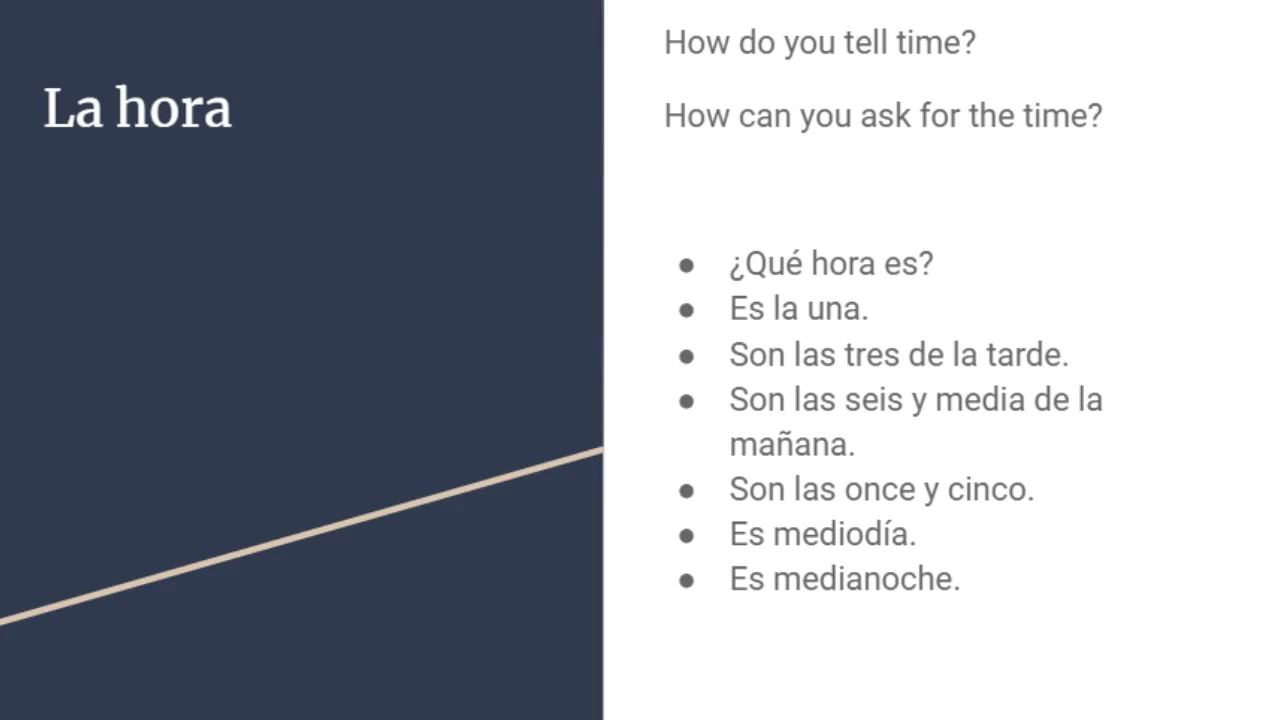 La hora
How do you tell time?
How can you ask for the time?
● ¿Qué hora es?
● Es la una.
● Son las tres de la tarde.
● Son las seis y media de la
mañana.
● Son las once y cinco.
● Es mediodía.
● Es medianoche.